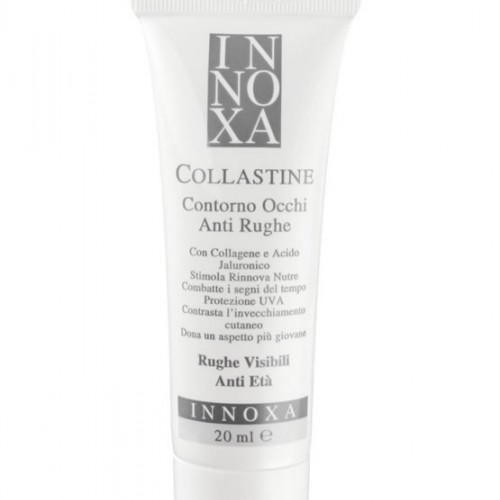 IN
NO
XA
COLLASTINE
Contorno Occhi
Anti Rughe
Con Collagene e Acido
Jaluronico
Stimola Rinnova Nutre
Combatte i segni del tempo
Protezione UVA
Contrasta l'invecchiamento
cutaneo
Dona un aspetto più giovane
Rughe Visibili
Anti Età
INNOXA
20 ml ℮